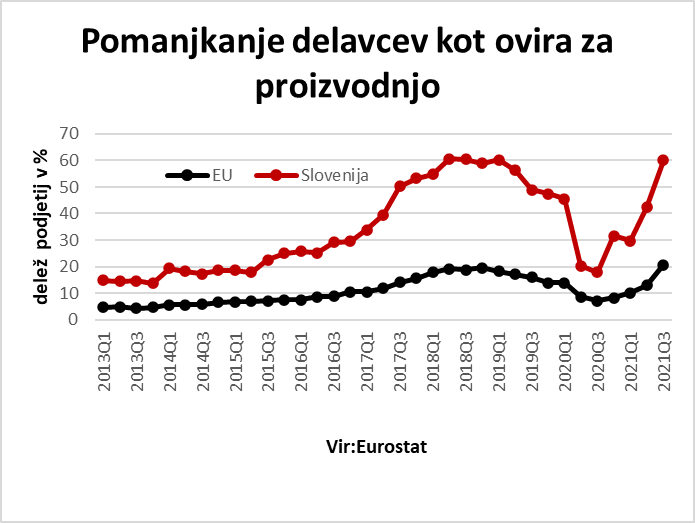 Pomanjkanje delavcev kot ovira za
proizvodnjo
delež podjetij v %
70
60
50
40
30
20
10
0
EU
Slovenija
2013Q1
2013Q3
2014Q1
2014Q3
2015Q1
2015Q3
2016Q1
2016Q3
2017Q1
2017Q3
2018Q1
2018Q3
2019Q1
2019Q3
2020Q1
2020Q3
2021Q1
2021Q3
Vir:Eurostat